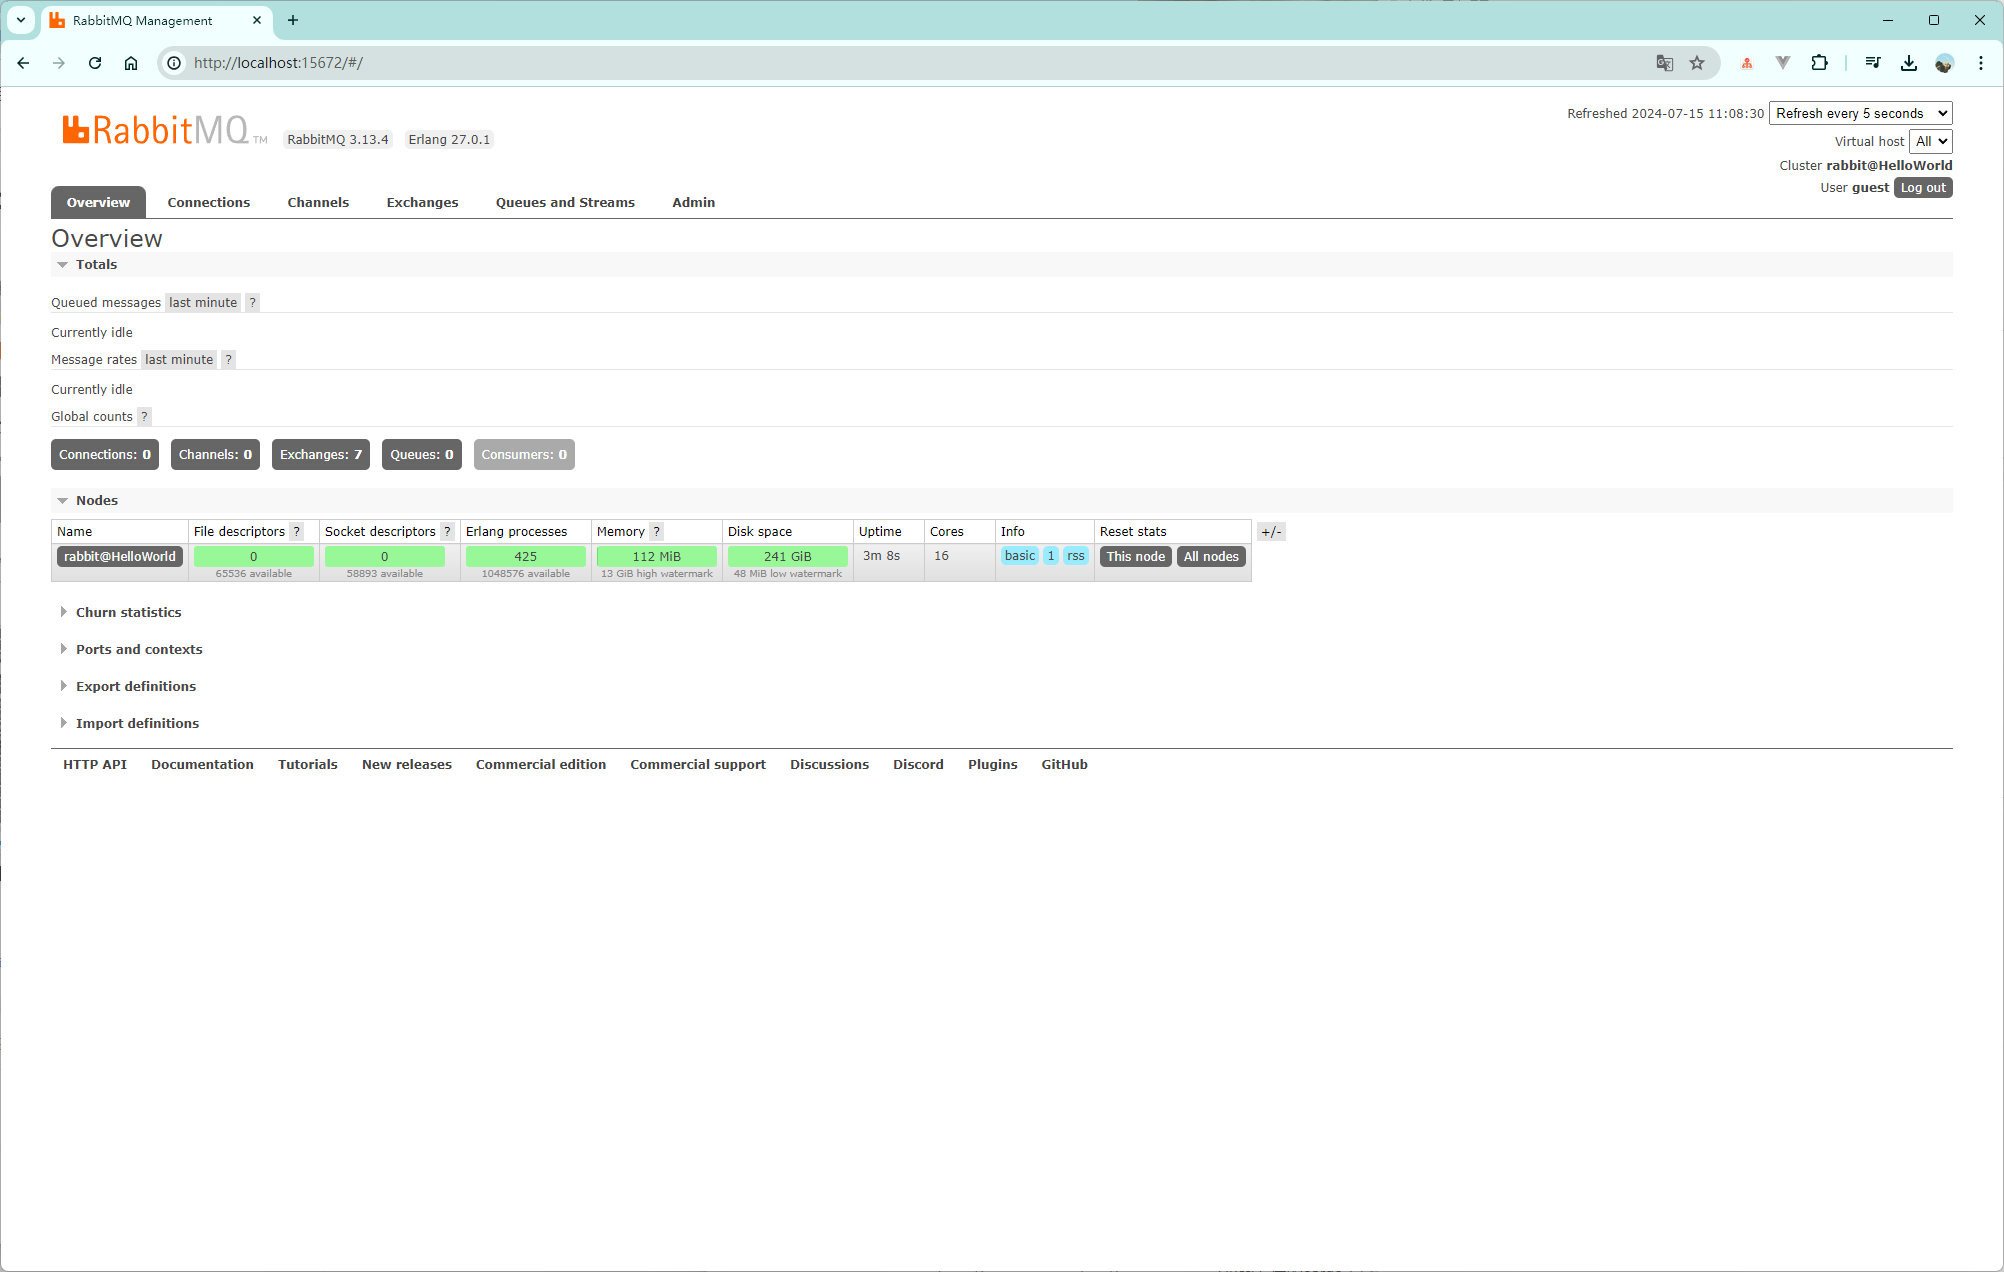 RabbitMQ Management
http://localhost:15672/#/
RabbitMQ TM RabbitMQ 3.13.4 Erlang 27.0.1
Refreshed 2024-07-15 11:08:30 Refresh every 5 seconds
Virtual host All
Cluster rabbit@HelloWorld
User guest Log out
Overview Connections Channels Exchanges Queues and Streams Admin
Overview
Totals
Queued messages last minute ?
Currently idle
Message rates last minute ?
Currently idle
Global counts ?
Connections: 0 Channels: 0 Exchanges: 7 Queues: 0 Consumers: 0
Nodes
Name File descriptors ? Socket descriptors ? Erlang processes Memory ? Disk space Uptime Cores Info Reset stats +/-
rabbit@HelloWorld 0 0 425 112 MiB 241 GiB 3m 8s 16 basic 1 rss This node All nodes
65536 available 58893 available 1048576 available 13 GiB high watermark 48 MiB low watermark
Churn statistics
Ports and contexts
Export definitions
Import definitions
HTTP API Documentation Tutorials New releases Commercial edition Commercial support Discussions Discord Plugins GitHub